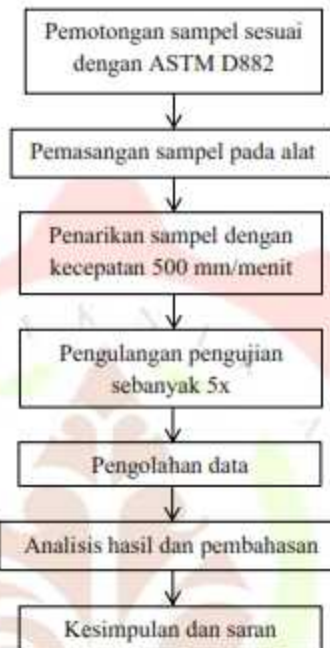 Pemotongan sampel sesuai
dengan ASTM D882
Pemasangan sampel pada alat
Penarikan sampel dengan
kecepatan 500 mm/menit
Pengulangan pengujian
sebanyak 5x
Pengolahan data
Analisis hasil dan pembahasan
Kesimpulan dan saran